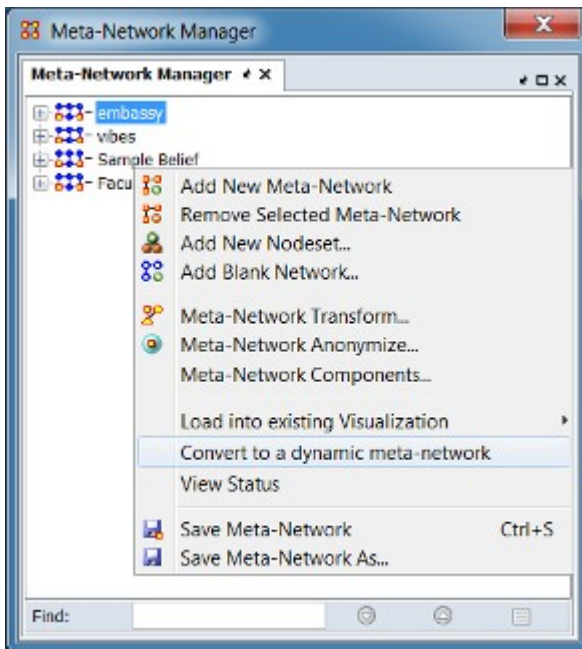 Meta-Network Manager
Meta-Network Manager
embassy
vibes
Sample Belief
Facu
Add New Meta-Network
Remove Selected Meta-Network
Add New Nodeset...
Add Blank Network...
Meta-Network Transform...
Meta-Network Anonymize...
Meta-Network Components...
Load into existing Visualization
Convert to a dynamic meta-network
View Status
Save Meta-Network Ctrl+S
Save Meta-Network As...
Find: